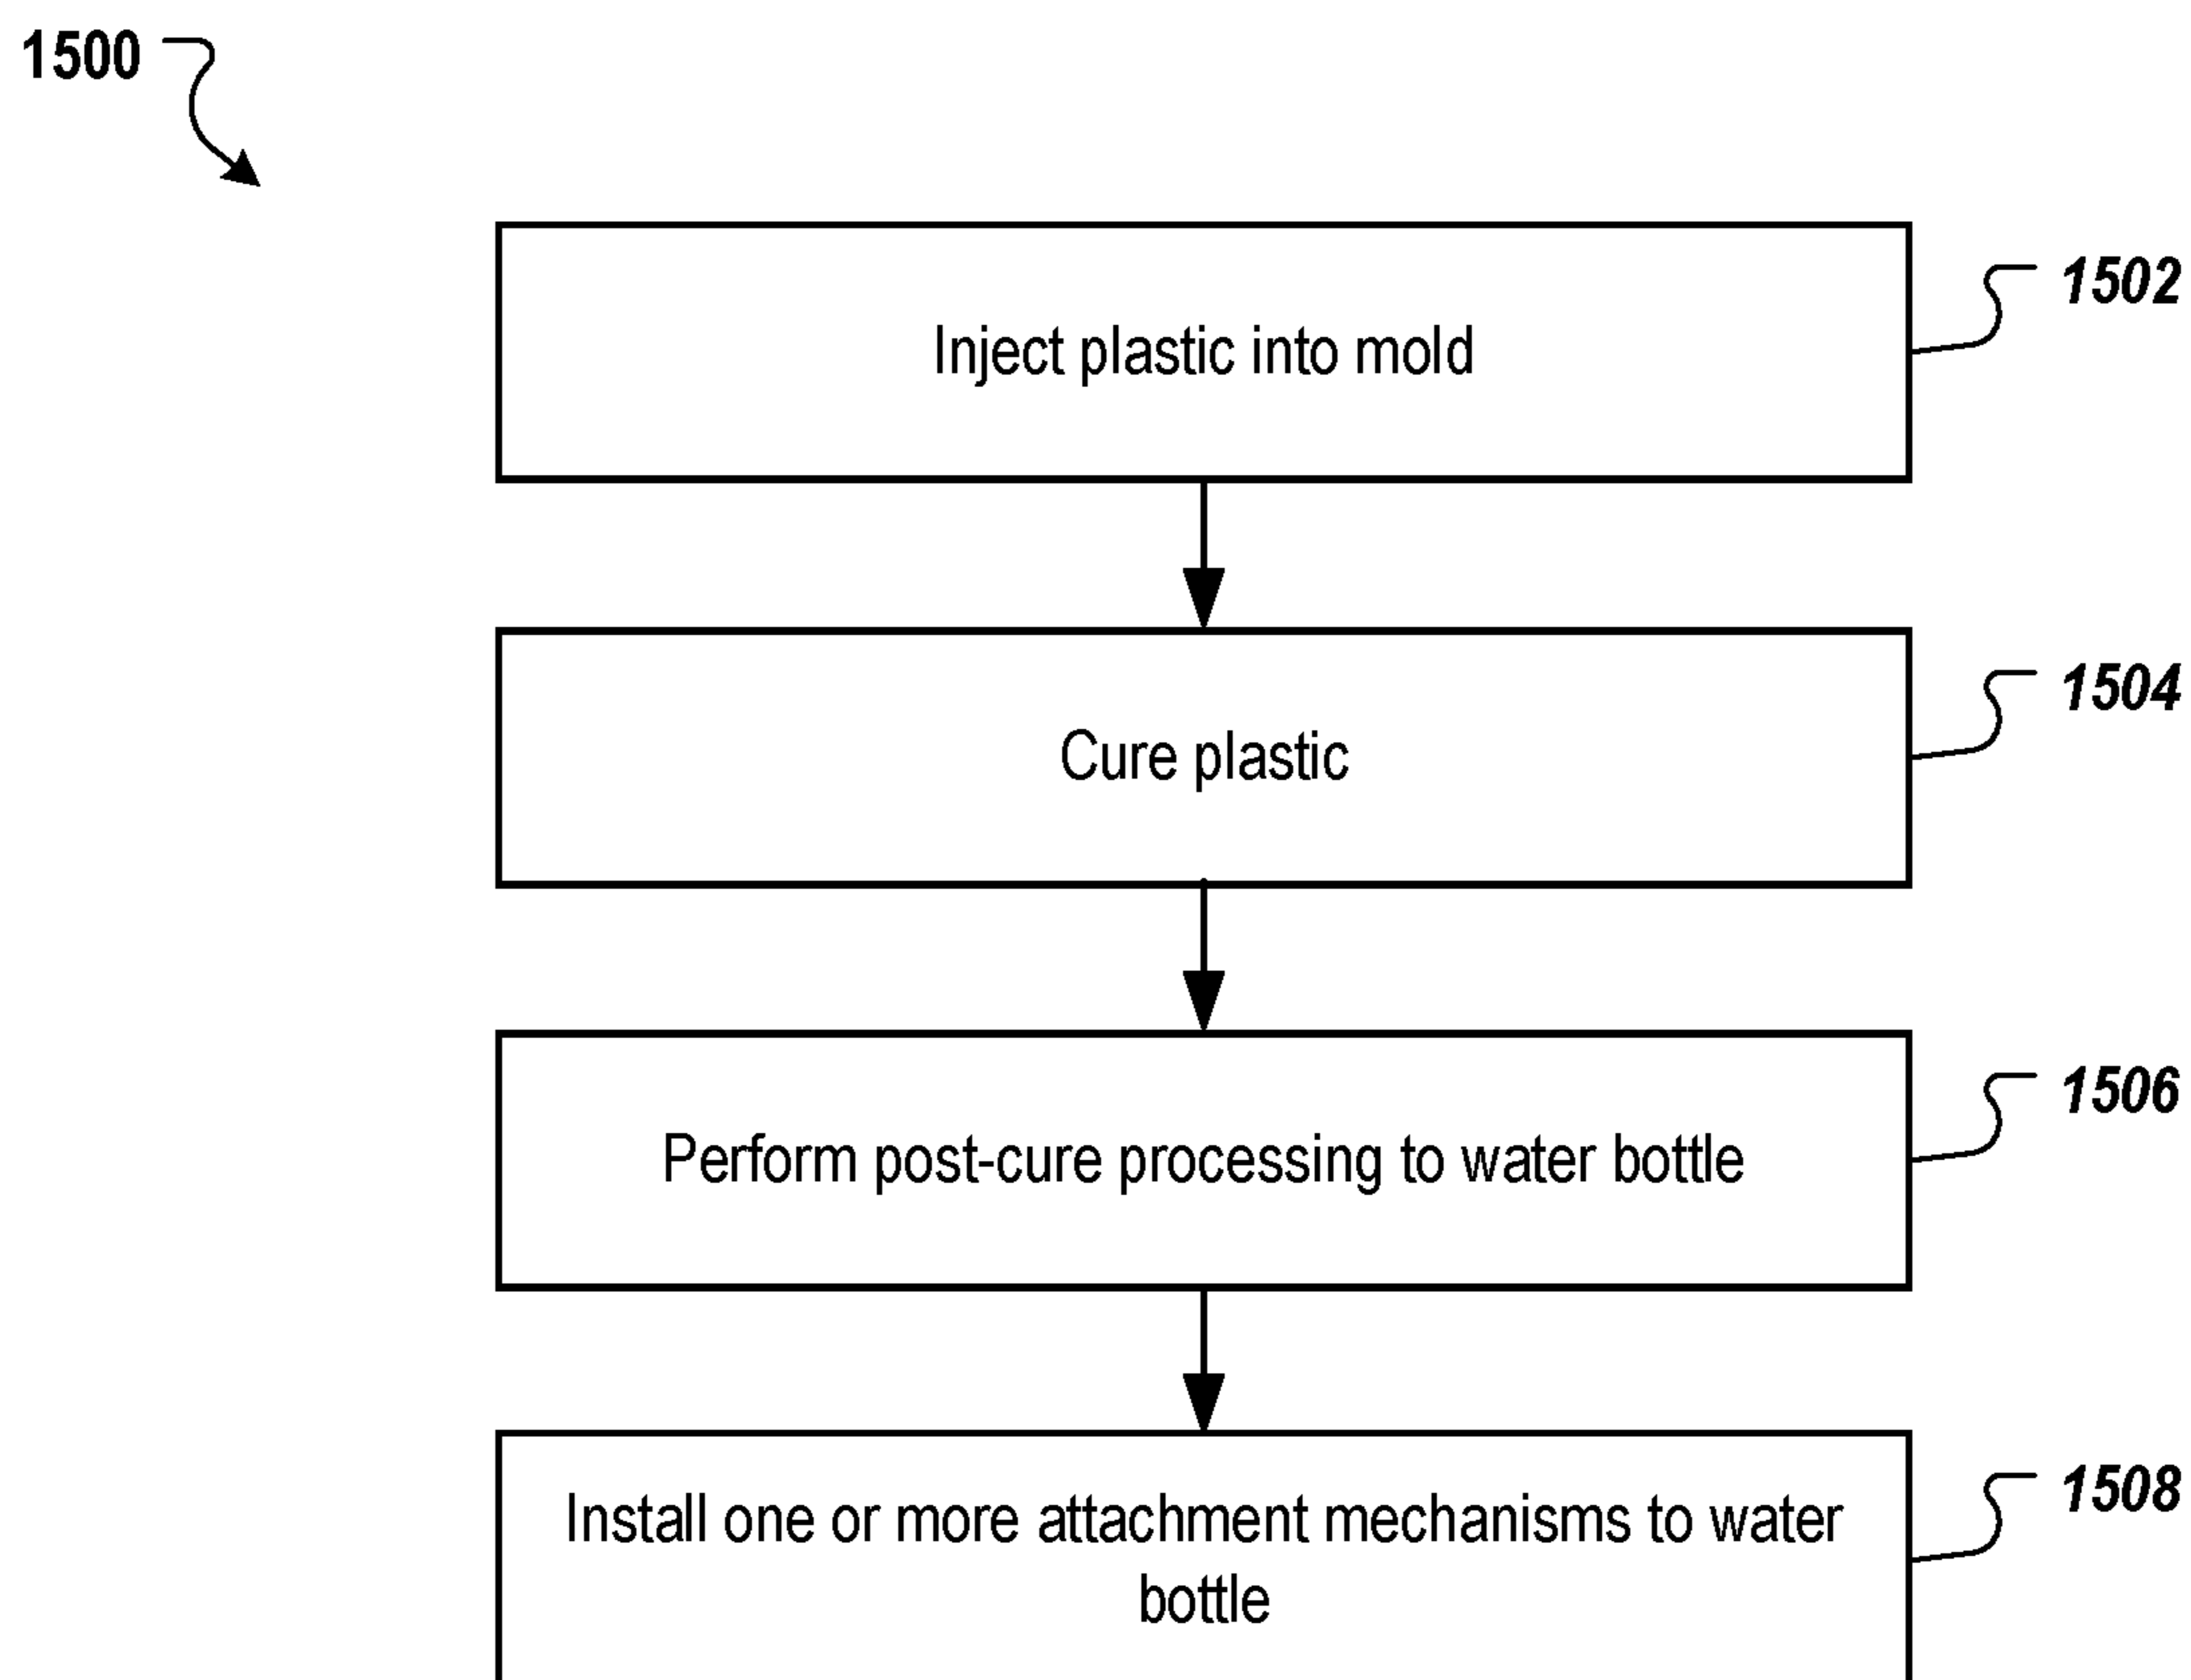 1500
1502
Inject plastic into mold
1504
Cure plastic
1506
Perform post-cure processing to water bottle
1508
Install one or more attachment mechanisms to water
bottle